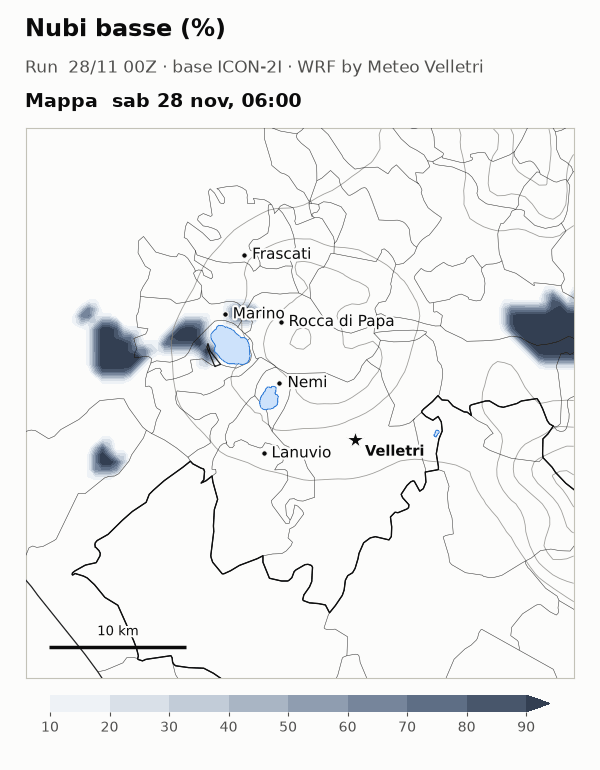 Nubi basse (%)
Run  28/11 00Z · base ICON-2I · WRF by Meteo Velletri
Mappa  sab 28 nov, 06:00
Frascati
Marino
Rocca di Papa
Nemi
Velletri
Lanuvio
10 km
10 20 30 40 50 60 70 80 90